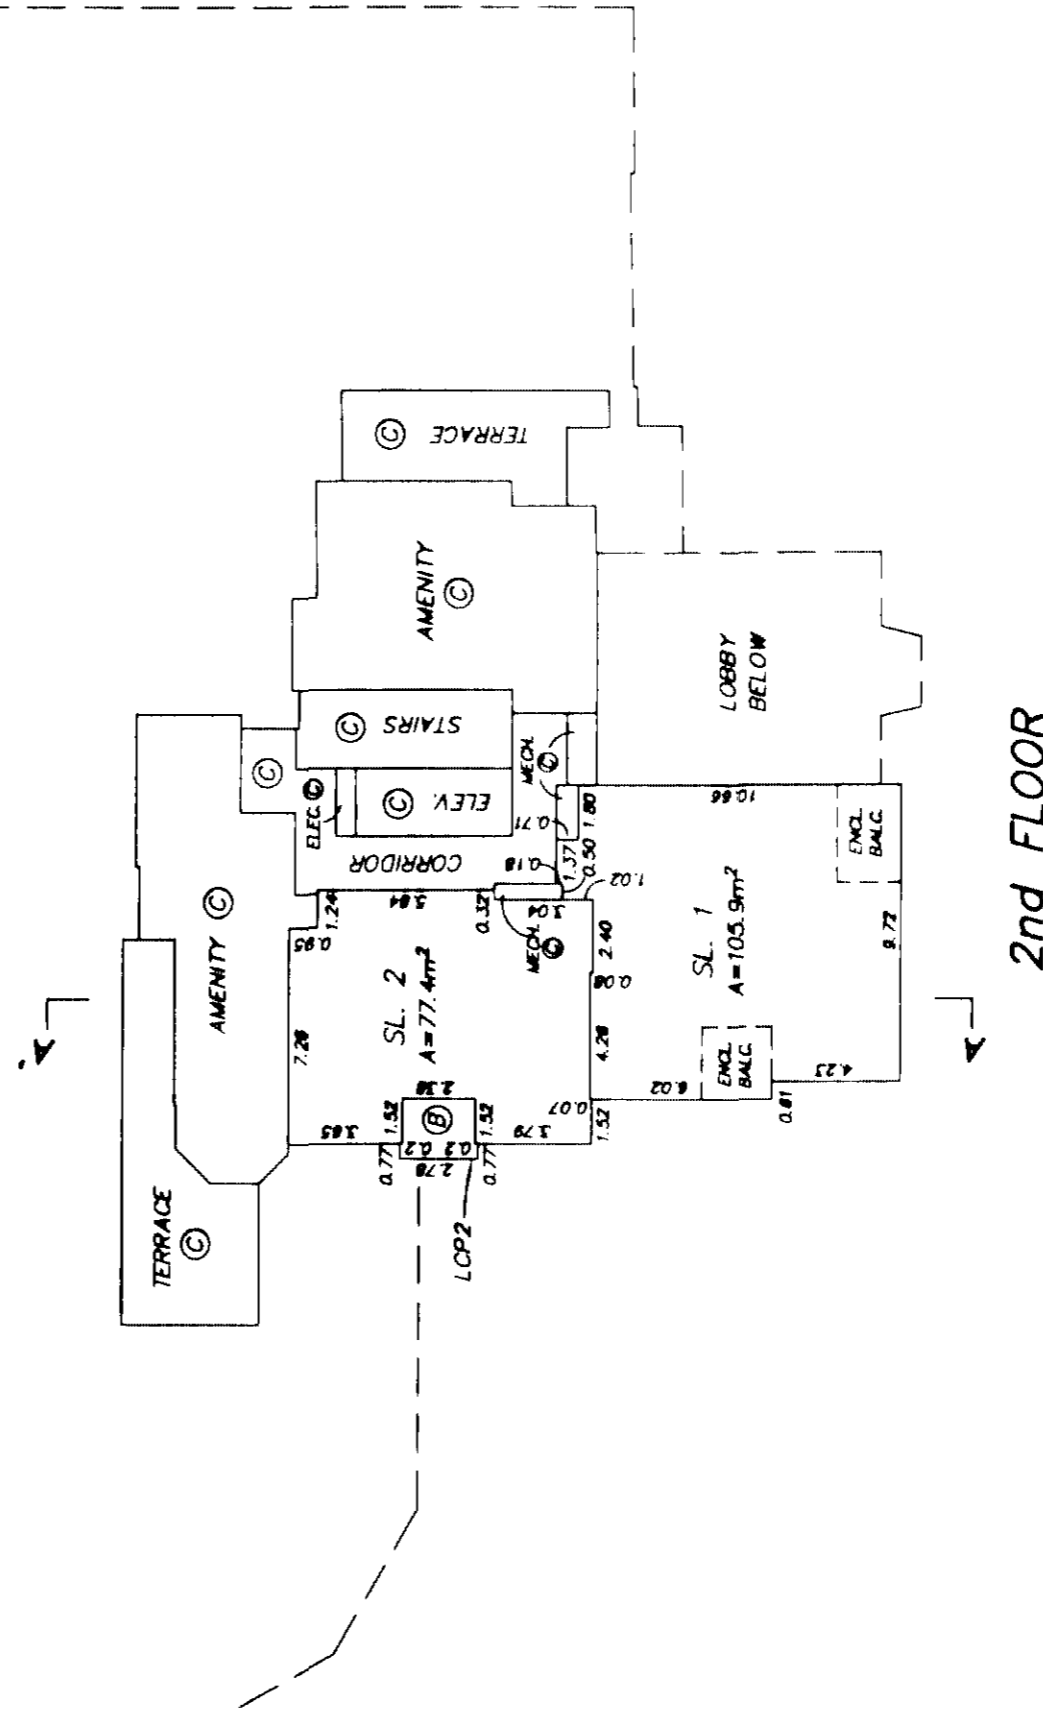 TERRACE
C
AMENITY
C
LOBBY
BELOW
STAIRS
C
MECH.
C
C
ELEV.
C
ELEC. C
CORRIDOR
AMENITY C
0.71
1.80
10.66
ENCL.
BALC.
0.18
1.37
0.50
1.02
1.24
5.84
0.32
3.04
MECH.
C
0.95
2.40
0.08
SL. 1
A=105.9m²
9.72
SL. 2
A=77.4m²
7.28
4.28
A'
A
ENCL.
BALC.
6.02
4.23
0.81
0.07
1.52
3.79
2.38
1.52
B
1.52
0.2
0.2
3.65
0.77
2.78
0.77
LCP2
TERRACE
C
2nd FLOOR